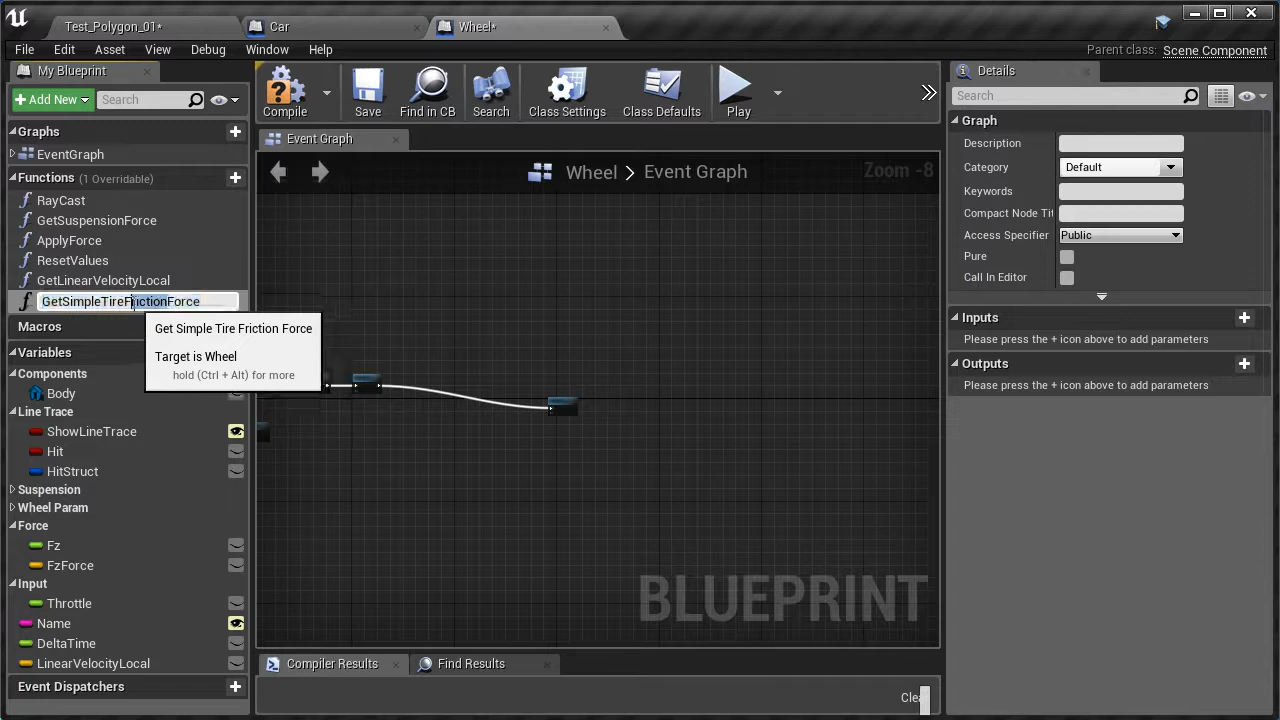 Test_Polygon_01*
Car
Wheel*
File
Edit
Asset
View
Window
Debug
Help
Parent class: Scene Component
My Blueprint
Add New
Search
Compile
Save
Find in CB
Search
Class Settings
Class Defaults
Play
Details
Search
Graphs
EventGraph
Functions (1 Overridable)
RayCast
GetSuspensionForce
ApplyForce
ResetValues
GetLinearVelocityLocal
GetSimpleTireFrictionForce
Get Simple Tire Friction Force
Target is Wheel
hold (Ctrl + Alt) for more
Macros
Variables
Components
Body
Line Trace
ShowLineTrace
Hit
HitStruct
Suspension
Wheel Param
Force
Fz
FzForce
Input
Throttle
Name
DeltaTime
LinearVelocityLocal
Event Dispatchers
Event Graph
Wheel > Event Graph
Zoom -8
BLUEPRINT
Compiler Results
Find Results
Clea
Graph
Description
Category
Default
Keywords
Compact Node Tit
Access Specifier
Public
Pure
Call In Editor
Inputs
Please press the + icon above to add parameters
Outputs
Please press the + icon above to add parameters